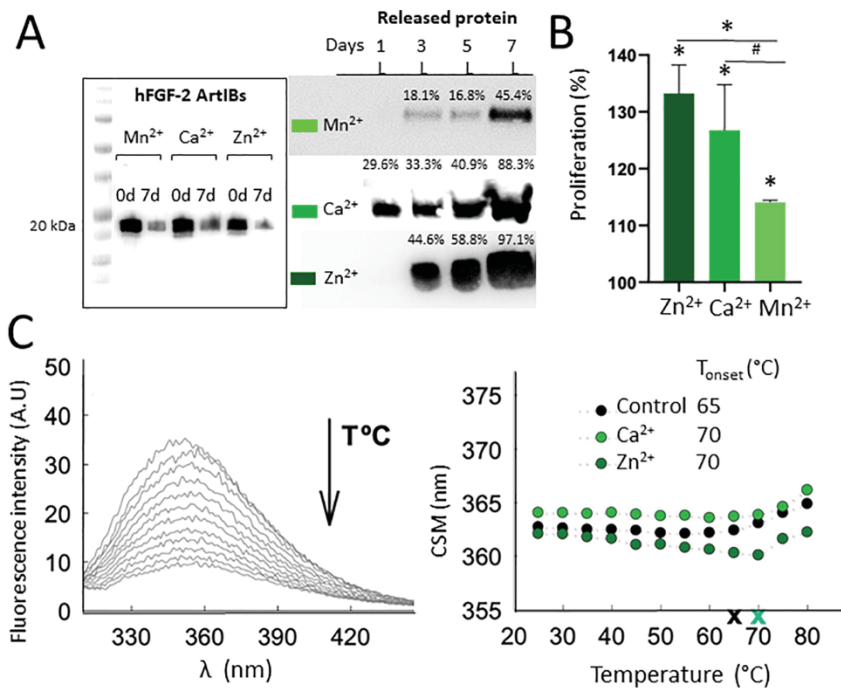 A
Released protein
Days 1 3 5 7
hFGF-2 ArtIBs
Mn²⁺ Ca²⁺ Zn²⁺
0d 7d 0d 7d 0d 7d
20 kDa
Mn²⁺
18.1% 16.8% 45.4%
Ca²⁺
29.6% 33.3% 40.9% 88.3%
Zn²⁺
44.6% 58.8% 97.1%
B
Proliferation (%)
140
133
126
114
100
* * * * #
Zn²⁺ Ca²⁺ Mn²⁺
C
Fluorescence intensity (A.U)
50
40
30
20
10
0
T°C
330 360 390 420
λ (nm)
CSM (nm)
375
370
365
360
355
Tonset (°C)
Control 65
Ca²⁺ 70
Zn²⁺ 70
x x
20 30 40 50 60 70 80
Temperature (°C)